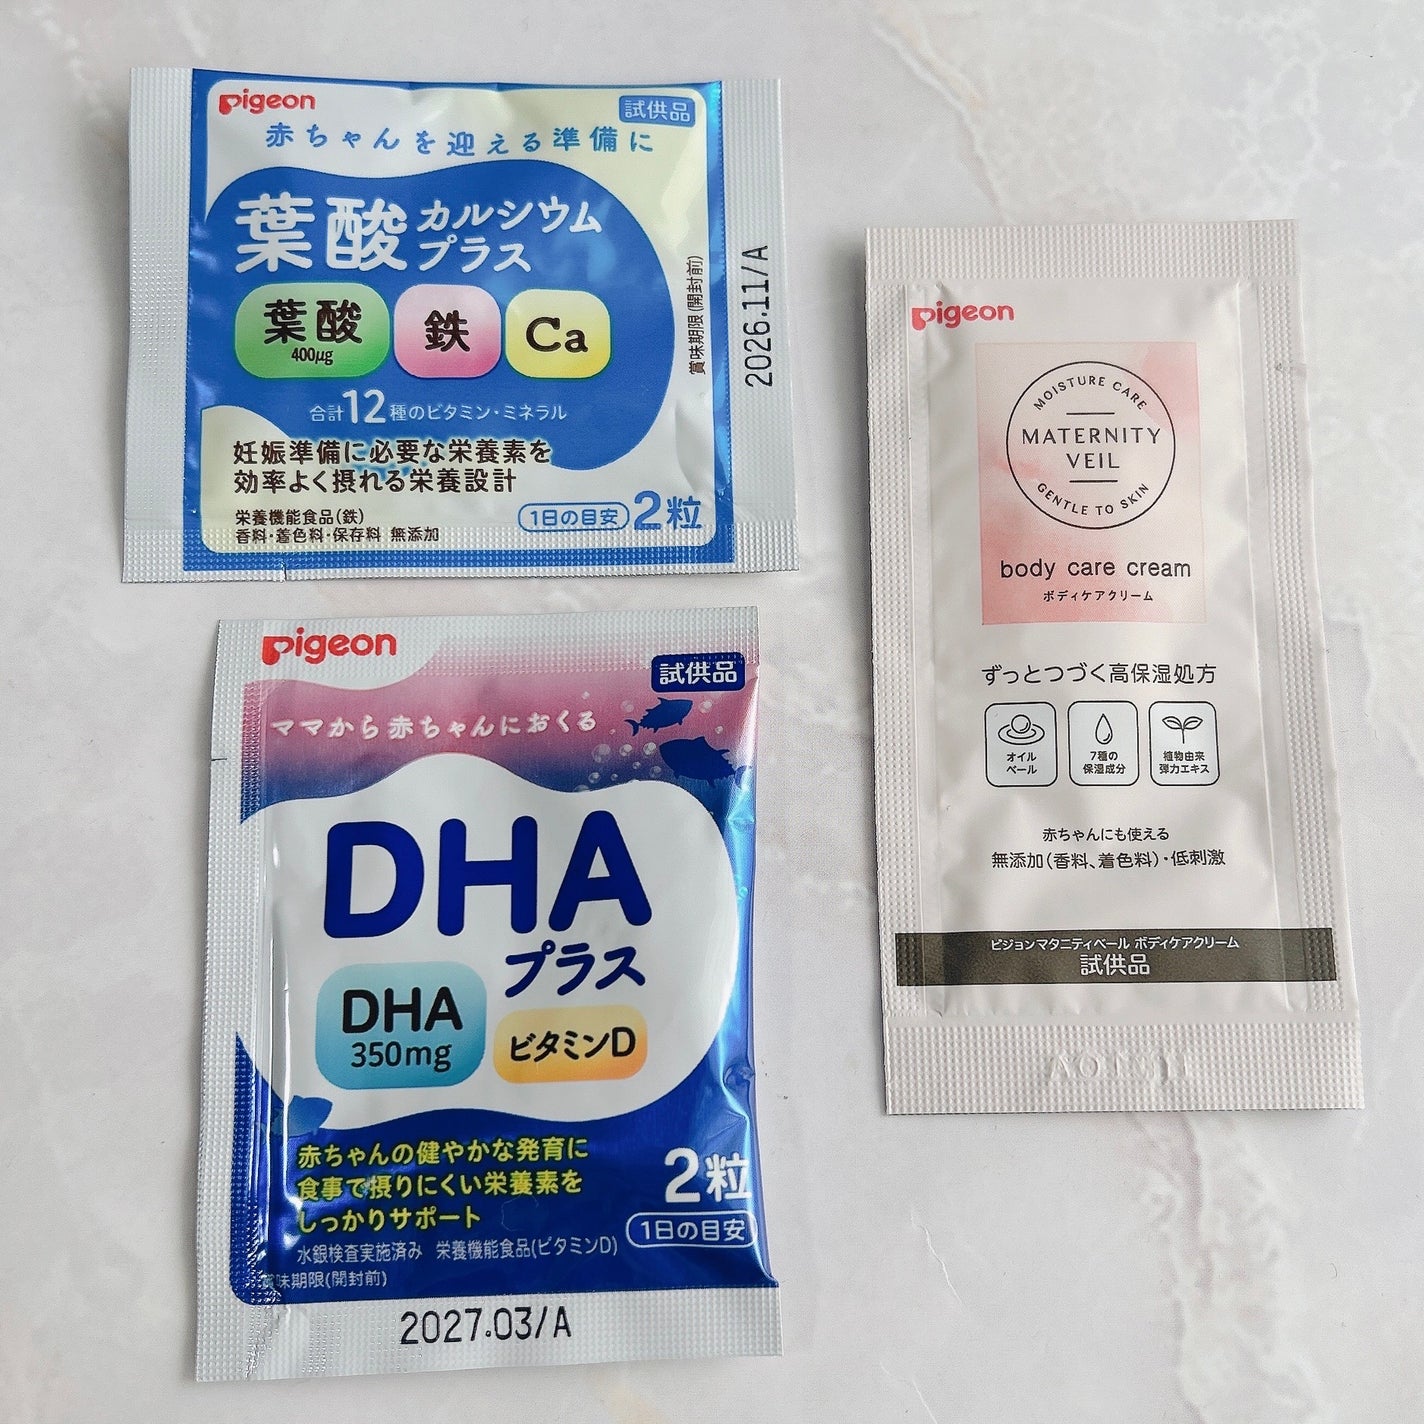 pigeon
試供品
赤ちゃんを迎える準備に
葉酸 カルシウム
プラス
葉酸
400μg
鉄
Ca
合計12種のビタミン・ミネラル
妊娠準備に必要な栄養素を
効率よく摂れる栄養設計
栄養機能食品(鉄)
香料・着色料・保存料 無添加
1日の目安 2粒
賞味期限(開封前)
2026.11/A
pigeon
試供品
ママから赤ちゃんにおくる
DHA
プラス
DHA
350mg
ビタミンD
赤ちゃんの健やかな発育に
食事で摂りにくい栄養素を
しっかりサポート
2粒
1日の目安
水銀検査実施済み 栄養機能食品(ビタミンD)
賞味期限(開封前)
2027.03/A
pigeon
MOISTURE CARE
MATERNITY
VEIL
GENTLE TO SKIN
body care cream
ボディケアクリーム
ずっとつづく高保湿処方
オイル
ベール
7種の
保湿成分
植物由来
弾力エキス
赤ちゃんにも使える
無添加(香料、着色料)・低刺激
ピジョンマタニティベール ボディケアクリーム
試供品